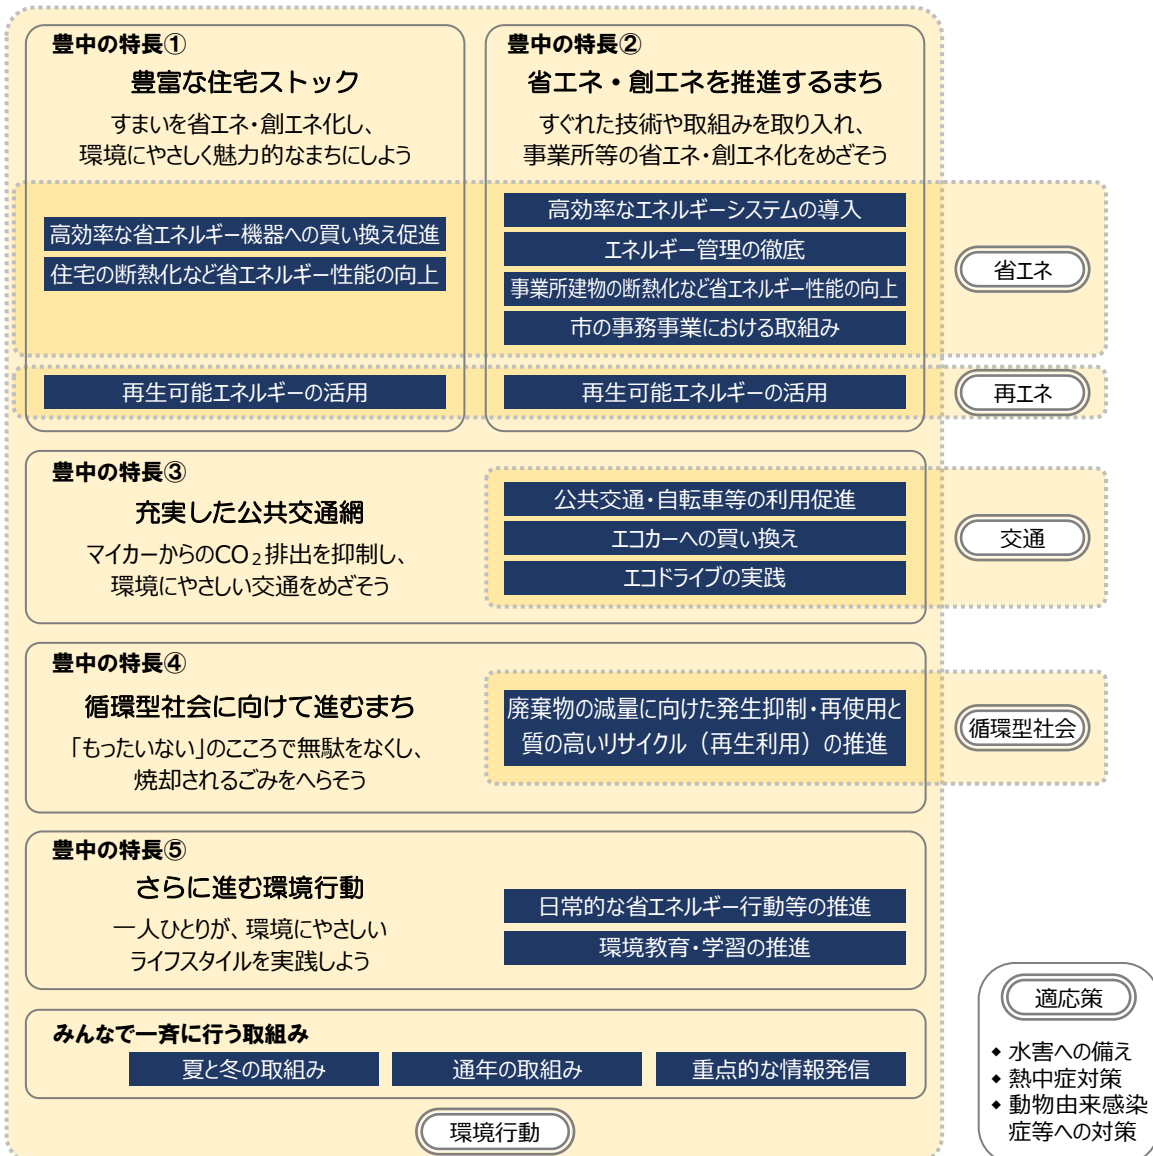 豊中の特長①
豊富な住宅ストック
すまいを省エネ・創エネ化し、
環境にやさしく魅力的なまちにしよう
高効率な省エネルギー機器への買い換え促進
住宅の断熱化など省エネルギー性能の向上
再生可能エネルギーの活用
豊中の特長②
省エネ・創エネを推進するまち
すぐれた技術や取組みを取り入れ、
事業所等の省エネ・創エネ化をめざそう
高効率なエネルギーシステムの導入
エネルギー管理の徹底
事業所建物の断熱化など省エネルギー性能の向上
市の事務事業における取組み
再生可能エネルギーの活用
省エネ
再エネ
豊中の特長③
充実した公共交通網
マイカーからのCO₂排出を抑制し、
環境にやさしい交通をめざそう
公共交通・自転車等の利用促進
エコカーへの買い換え
エコドライブの実践
交通
豊中の特長④
循環型社会に向けて進むまち
「もったいない」のこころで無駄をなくし、
焼却されるごみをへらそう
廃棄物の減量に向けた発生抑制・再使用と
質の高いリサイクル（再生利用）の推進
循環型社会
豊中の特長⑤
さらに進む環境行動
一人ひとりが、環境にやさしい
ライフスタイルを実践しよう
日常的な省エネルギー行動等の推進
環境教育・学習の推進
みんなで一斉に行う取組み
夏と冬の取組み
通年の取組み
重点的な情報発信
環境行動
適応策
◆ 水害への備え
◆ 熱中症対策
◆ 動物由来感染
症等への対策